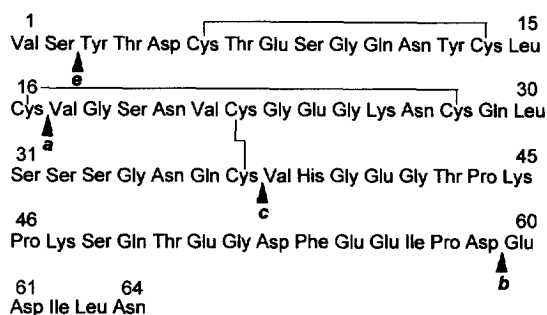 1 15
Val Ser Tyr Thr Asp Cys Thr Glu Ser Gly Gln Asn Tyr Cys Leu
e
16 30
Cys Val Gly Ser Asn Val Cys Gly Glu Gly Lys Asn Cys Gln Leu
a
31 45
Ser Ser Ser Gly Asn Gln Cys Val His Gly Glu Gly Thr Pro Lys
c
46 60
Pro Lys Ser Gln Thr Glu Gly Asp Phe Glu Glu Ile Pro Asp Glu
b
61 64
Asp Ile Leu Asn